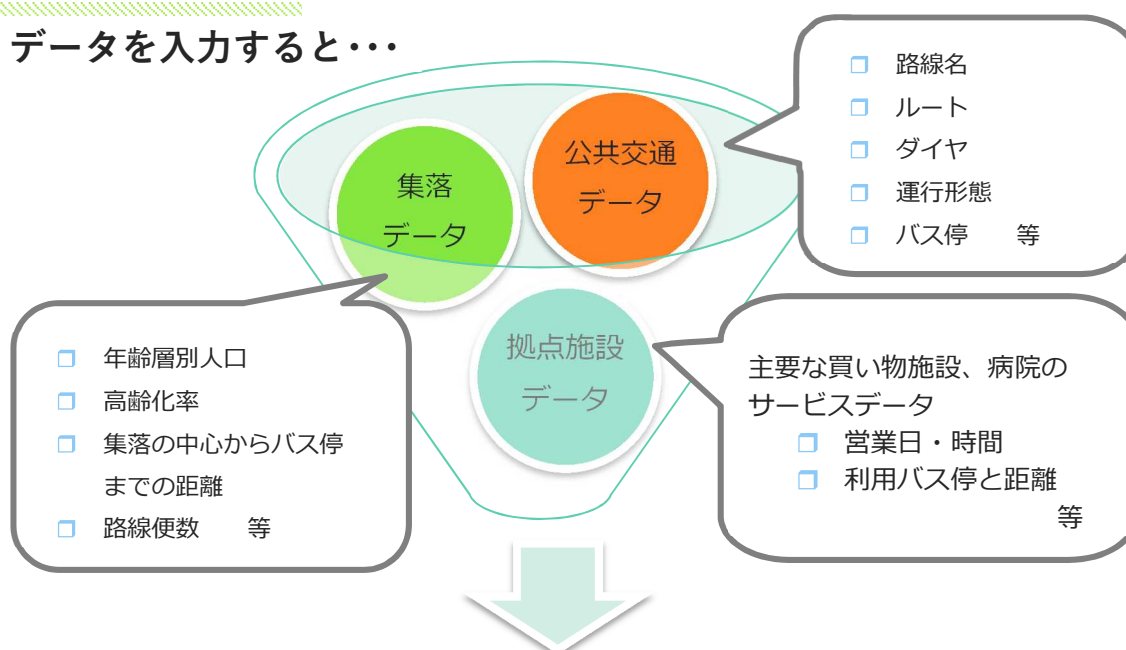 データを入力すると・・・
集落
データ
公共交通
データ
拠点施設
データ
路線名
ルート
ダイヤ
運行形態
バス停　等
年齢層別人口
高齢化率
集落の中心からバス停
までの距離
路線便数　等
主要な買い物施設、病院の
サービスデータ
営業日・時間
利用バス停と距離
等